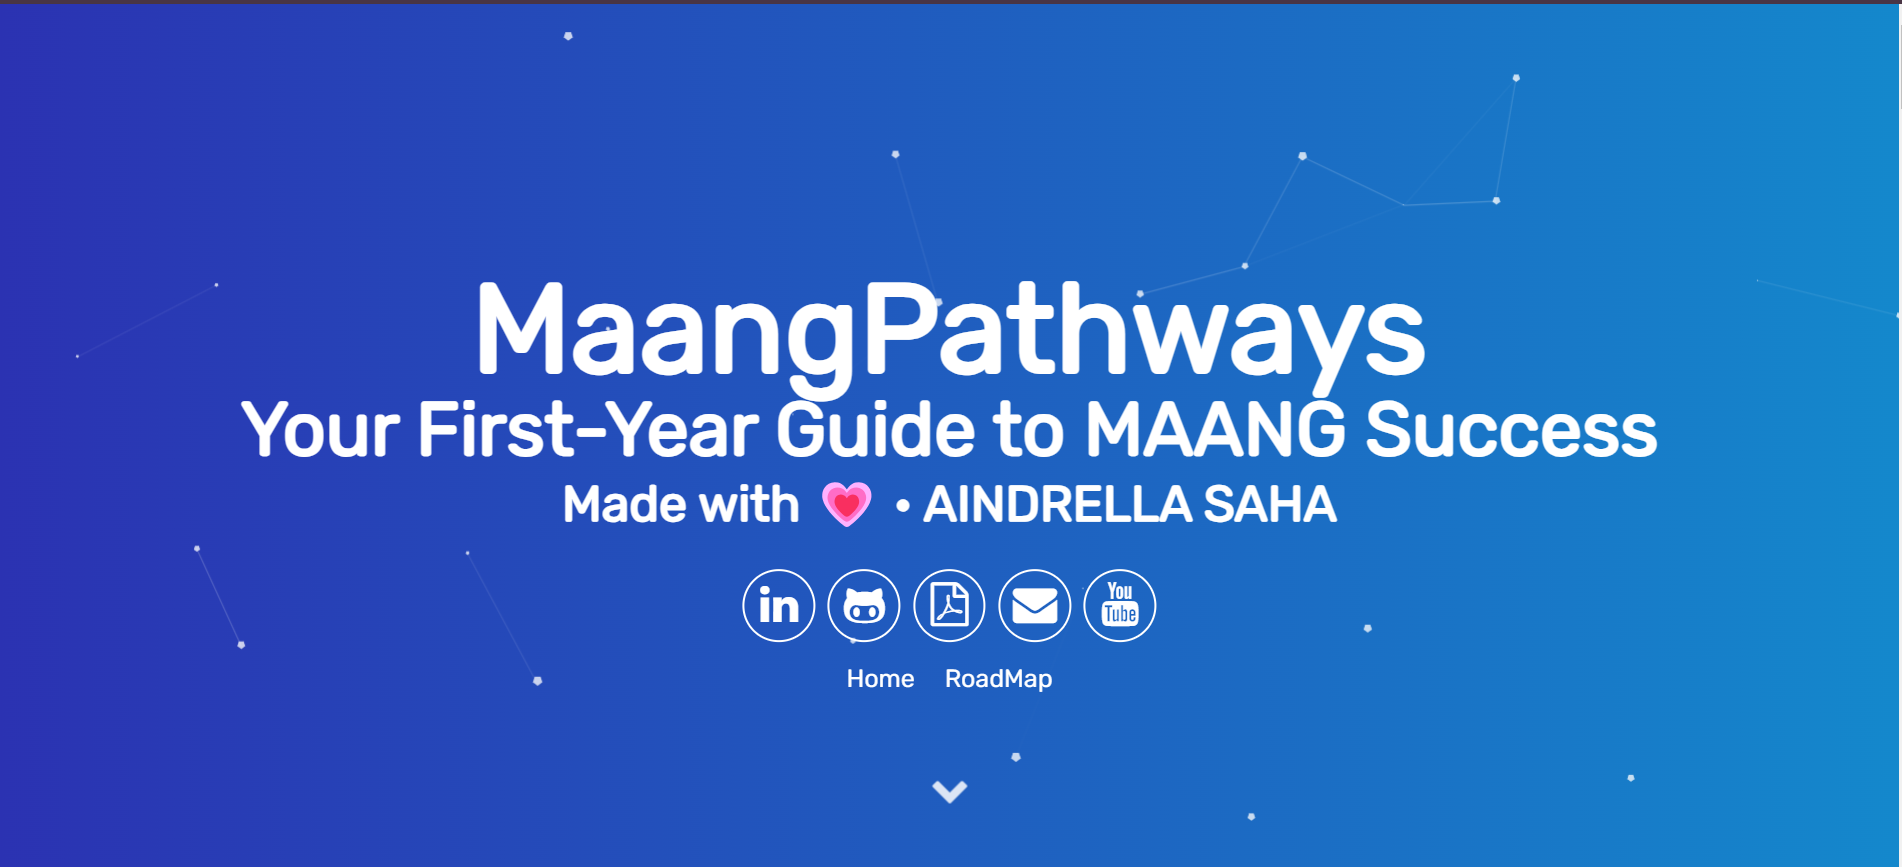 MaangPathways
Your First-Year Guide to MAANG Success
Made with 💗 • AINDRELLA SAHA
in
You
Tube
Home RoadMap